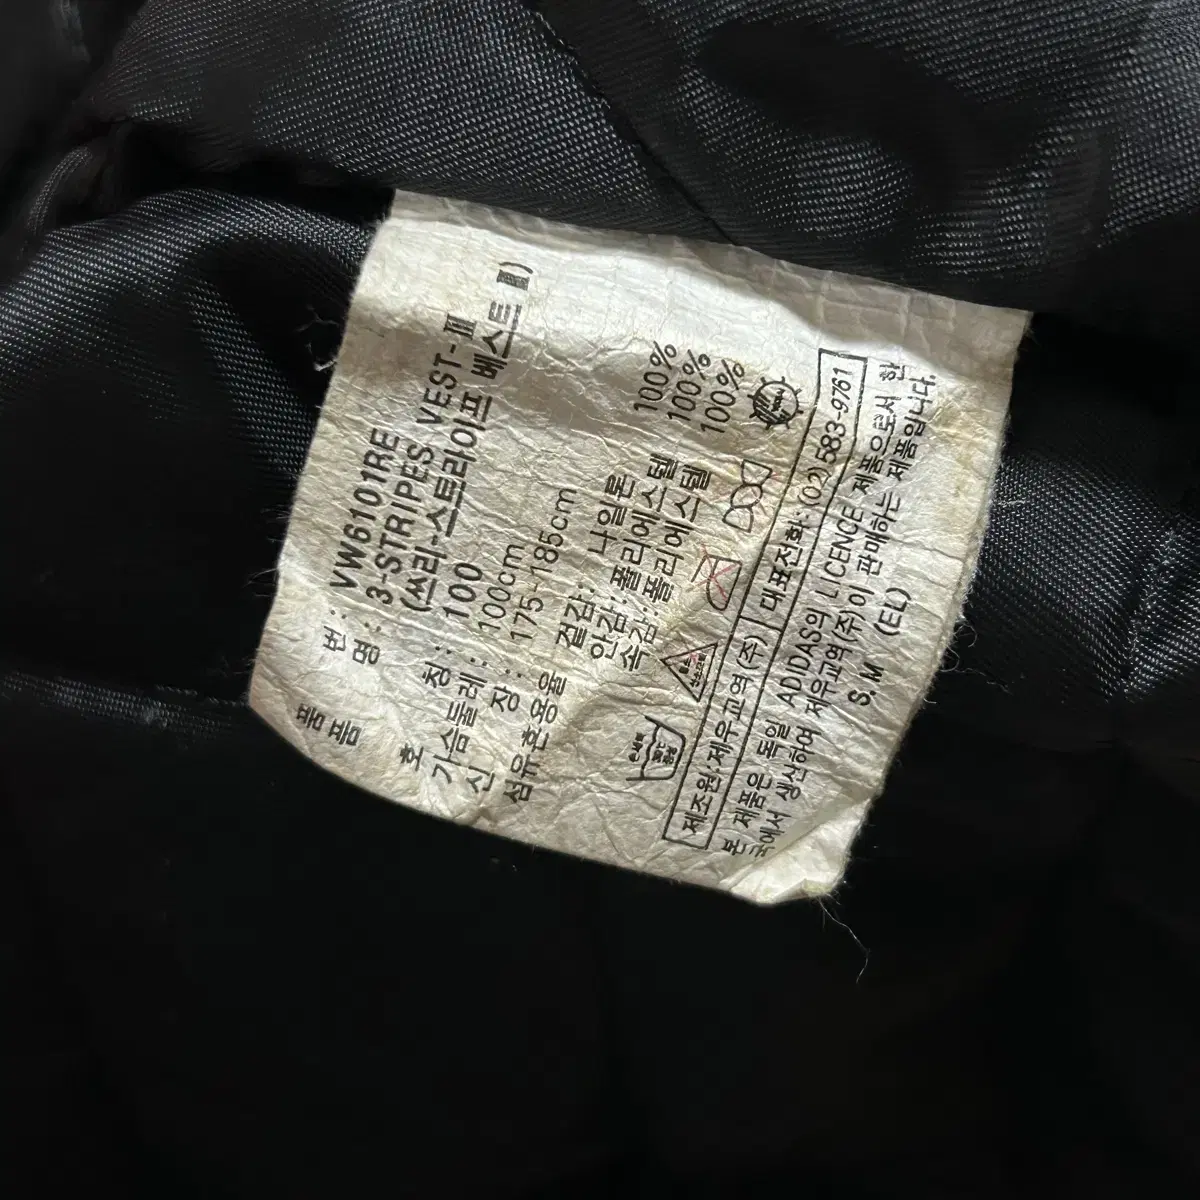 품 번 : VW6101RE
품 명 : 3-STRIPES VEST-Ⅲ
(쓰리-스트라이프 베스트 Ⅲ)
호 칭 : 100
가슴둘레 : 100cm
신 장 : 175-185cm
섬유혼용율
겉감 : 나일론 100%
안감 : 폴리에스텔 100%
속감 : 폴리에스텔 100%
제조원:제우교역(주) 대표전화:(02)583-9761
본 제품은 독일 ADIDAS의 LICENCE 제품으로서 한
국에서 생산하여 제우교역(주)이 판매하는 제품입니다.
S.M (EL)